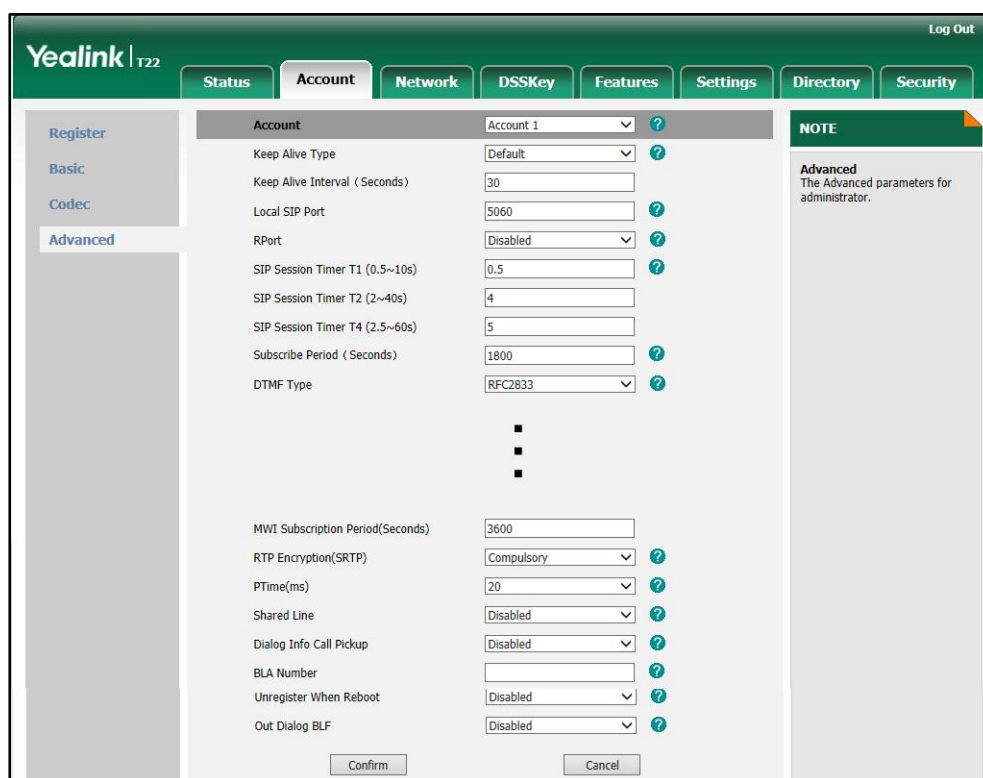 Log Out
Yealink | T22
Status Account Network DSSKey Features Settings Directory Security
Register
Basic
Codec
Advanced
Account Account 1 ?
Keep Alive Type Default ?
Keep Alive Interval (Seconds) 30
Local SIP Port 5060 ?
RPort Disabled ?
SIP Session Timer T1 (0.5~10s) 0.5 ?
SIP Session Timer T2 (2~40s) 4
SIP Session Timer T4 (2.5~60s) 5
Subscribe Period (Seconds) 1800 ?
DTMF Type RFC2833 ?
MWI Subscription Period(Seconds) 3600
RTP Encryption(SRTP) Compulsory ?
PTime(ms) 20 ?
Shared Line Disabled ?
Dialog Info Call Pickup Disabled ?
BLA Number ?
Unregister When Reboot Disabled ?
Out Dialog BLF Disabled ?
Confirm Cancel
NOTE
Advanced
The Advanced parameters for
administrator.